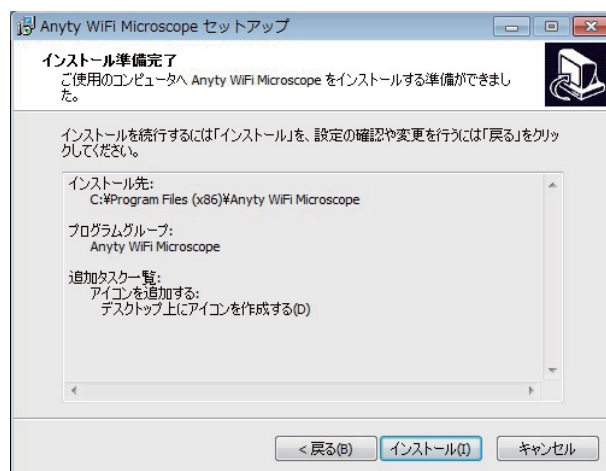 Anyty WiFi Microscope セットアップ
インストール準備完了
ご使用のコンピュータへ Anyty WiFi Microscope をインストールする準備ができまし
た。
インストールを続行するには「インストール」を、設定の確認や変更を行うには「戻る」をクリッ
クしてください。
インストール先:
C:¥Program Files (x86)¥Anyty WiFi Microscope
プログラムグループ:
Anyty WiFi Microscope
追加タスク一覧:
アイコンを追加する:
デスクトップ上にアイコンを作成する(D)
< 戻る(B) インストール(I) キャンセル